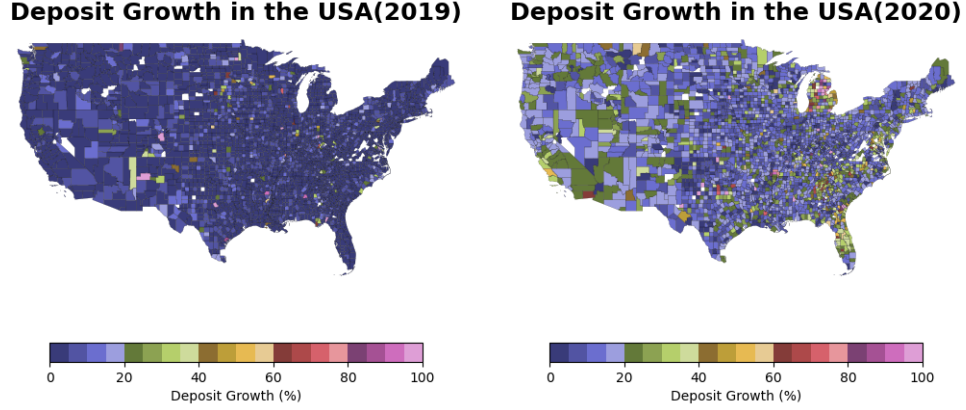 Deposit Growth in the USA(2019)
0 20 40 60 80 100
Deposit Growth (%)
Deposit Growth in the USA(2020)
0 20 40 60 80 100
Deposit Growth (%)